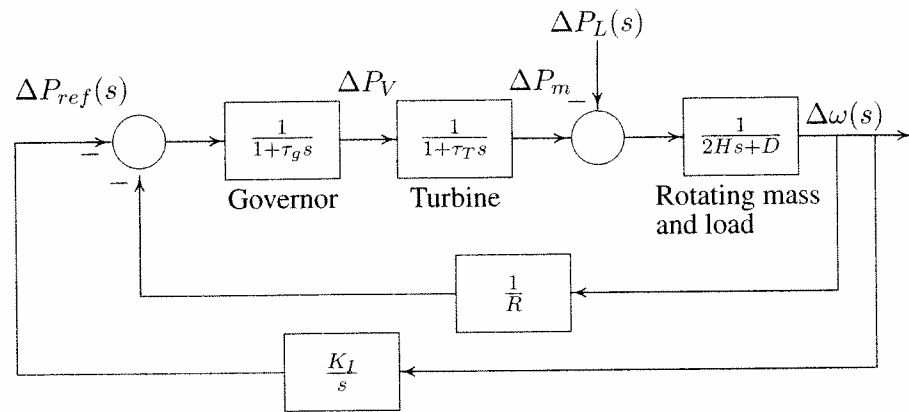 ΔP_L(s)
ΔP_ref(s)
ΔP_V
ΔP_m
Δω(s)
−
−
−
1/(1+τ_g s)
1/(1+τ_T s)
1/(2Hs+D)
Governor
Turbine
Rotating mass
and load
1/R
K_I/s